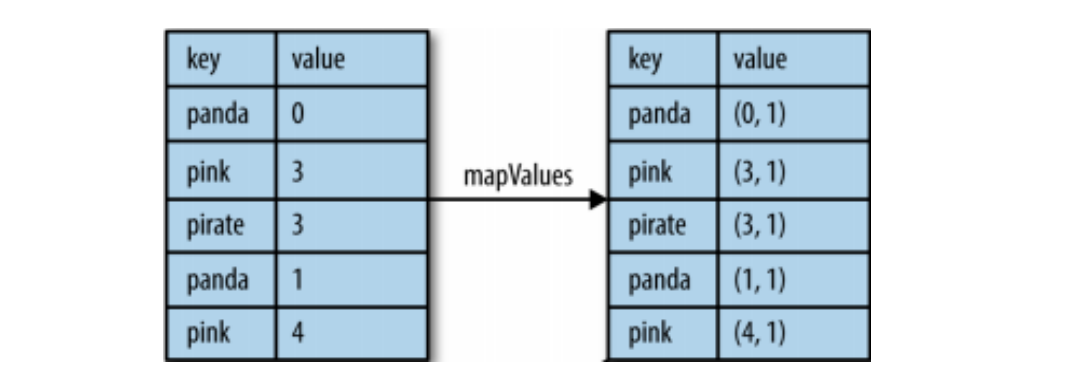 key value
panda 0
pink 3
pirate 3
panda 1
pink 4
mapValues
key value
panda (0, 1)
pink (3, 1)
pirate (3, 1)
panda (1, 1)
pink (4, 1)